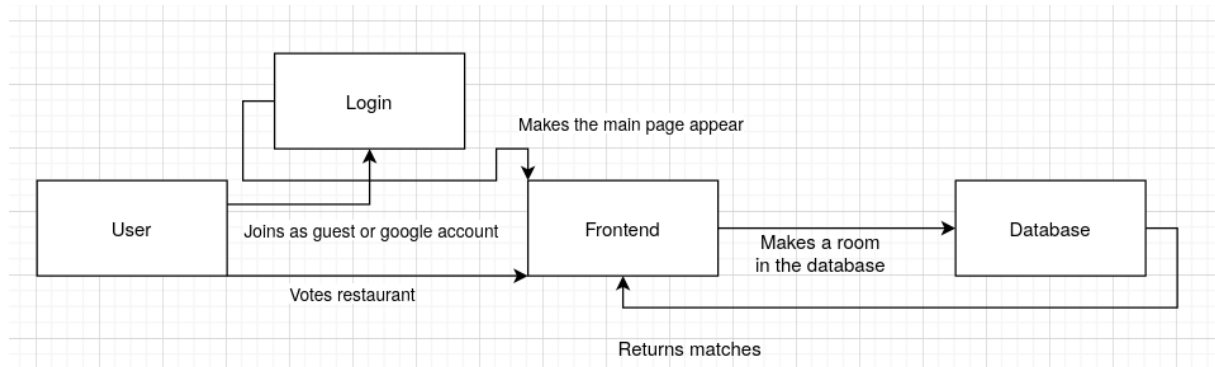 Login
Makes the main page appear
User
Joins as guest or google account
Frontend
Makes a room
in the database
Database
Votes restaurant
Returns matches